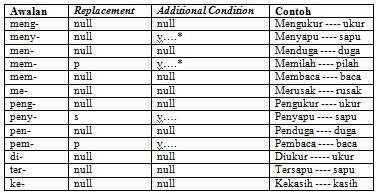 Awalan Replacement Additional Condition Contoh
meng- null null Mengukur ---- ukur
meny- null v....* Menyapu ---- sapu
men- null null Menduga ---- duga
mem- p v....* Memilah ---- pilah
mem- null null Membaca ---- baca
me- null null Merusak ---- rusak
peng- null null Pengukur ---- ukur
peny- s v.... Penyapu ---- sapu
pen- null null Penduga ---- duga
pem- p v.... Pembaca ---- baca
di- null null Diukur ----- ukur
ter- null null Tersapu ---- sapu
ke- null null Kekasih ---- kasih